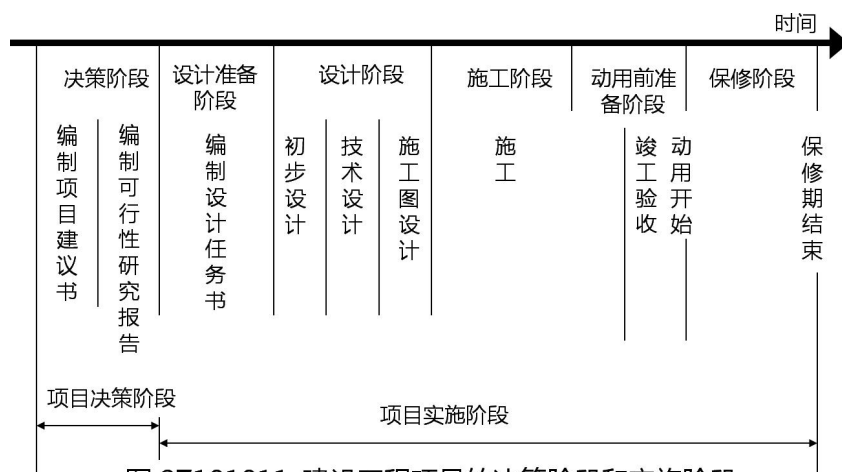 时间
决策阶段
设计准备
阶段
设计阶段
施工阶段
动用前准
备阶段
保修阶段
编制项目建议书
编制可行性研究报告
编制设计任务书
初步设计
技术设计
施工图设计
施工
竣工验收
动用开始
保修期结束
项目决策阶段
项目实施阶段